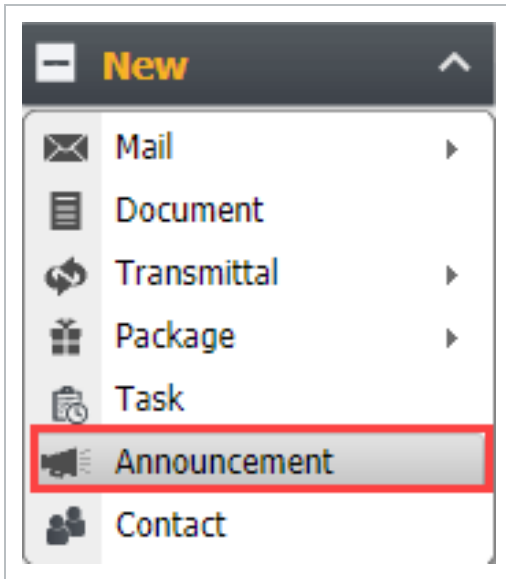 New
Mail
Document
Transmittal
Package
Task
Announcement
Contact